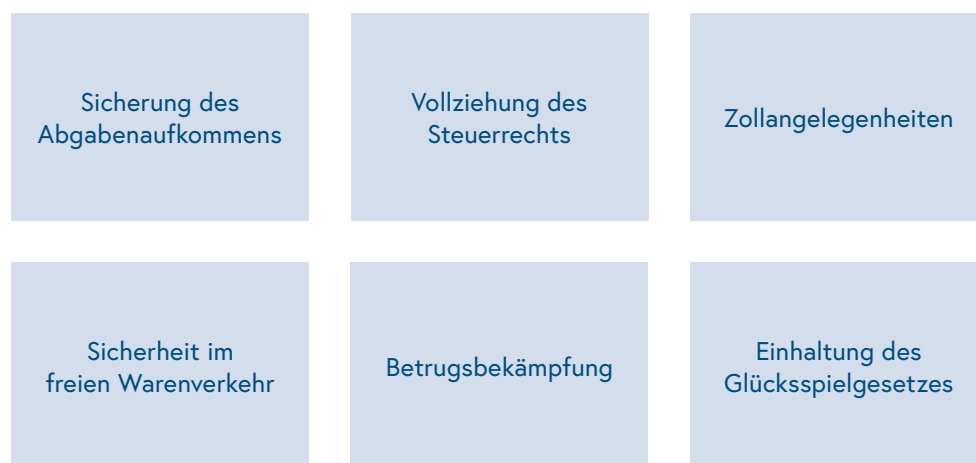 Sicherung des
Abgabenaufkommens
Vollziehung des
Steuerrechts
Zollangelegenheiten
Sicherheit im
freien Warenverkehr
Betrugsbekämpfung
Einhaltung des
Glücksspielgesetzes